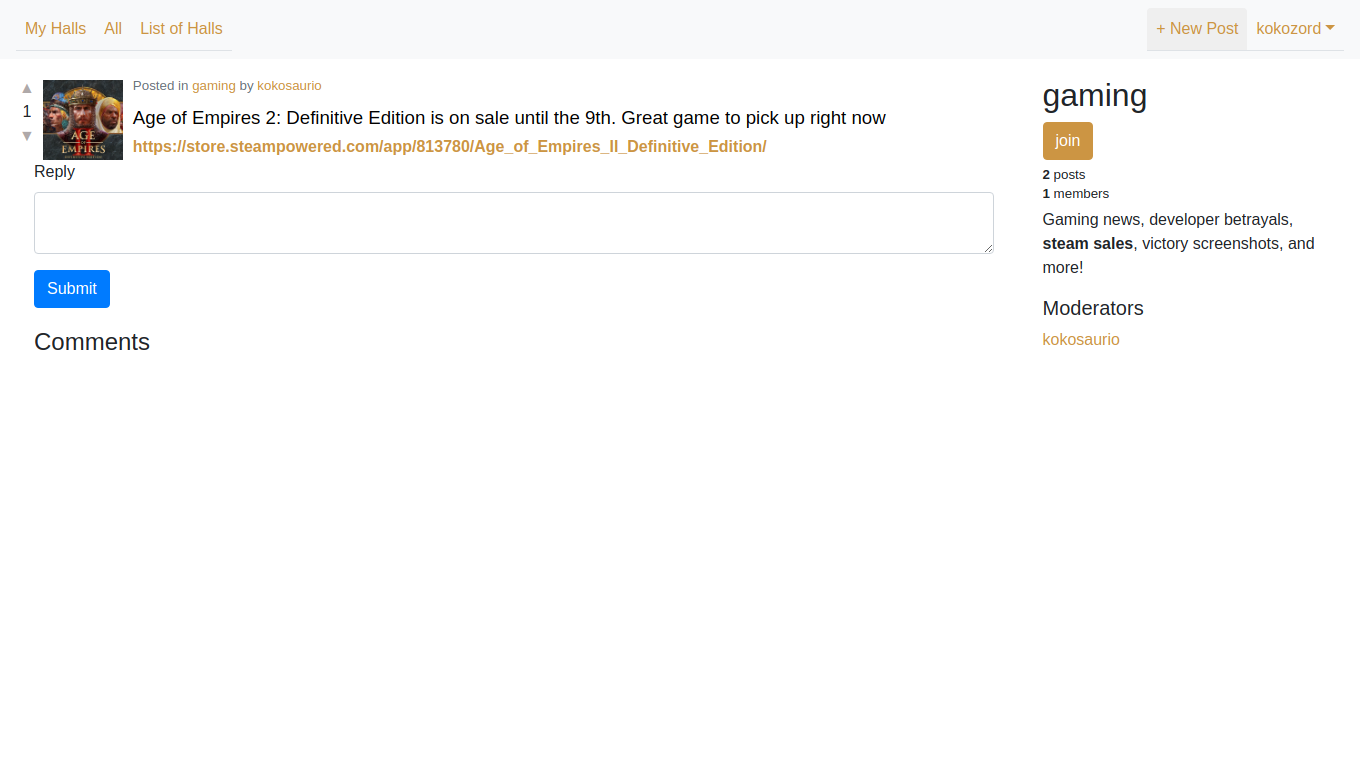 My Halls All List of Halls + New Post kokozord
▲
1
▼
AGE
OF
EMPIRES
Posted in gaming by kokosaurio
Age of Empires 2: Definitive Edition is on sale until the 9th. Great game to pick up right now
https://store.steampowered.com/app/813780/Age_of_Empires_II_Definitive_Edition/
Reply
Submit
Comments
gaming
join
2 posts
1 members
Gaming news, developer betrayals,
steam sales, victory screenshots, and
more!
Moderators
kokosaurio